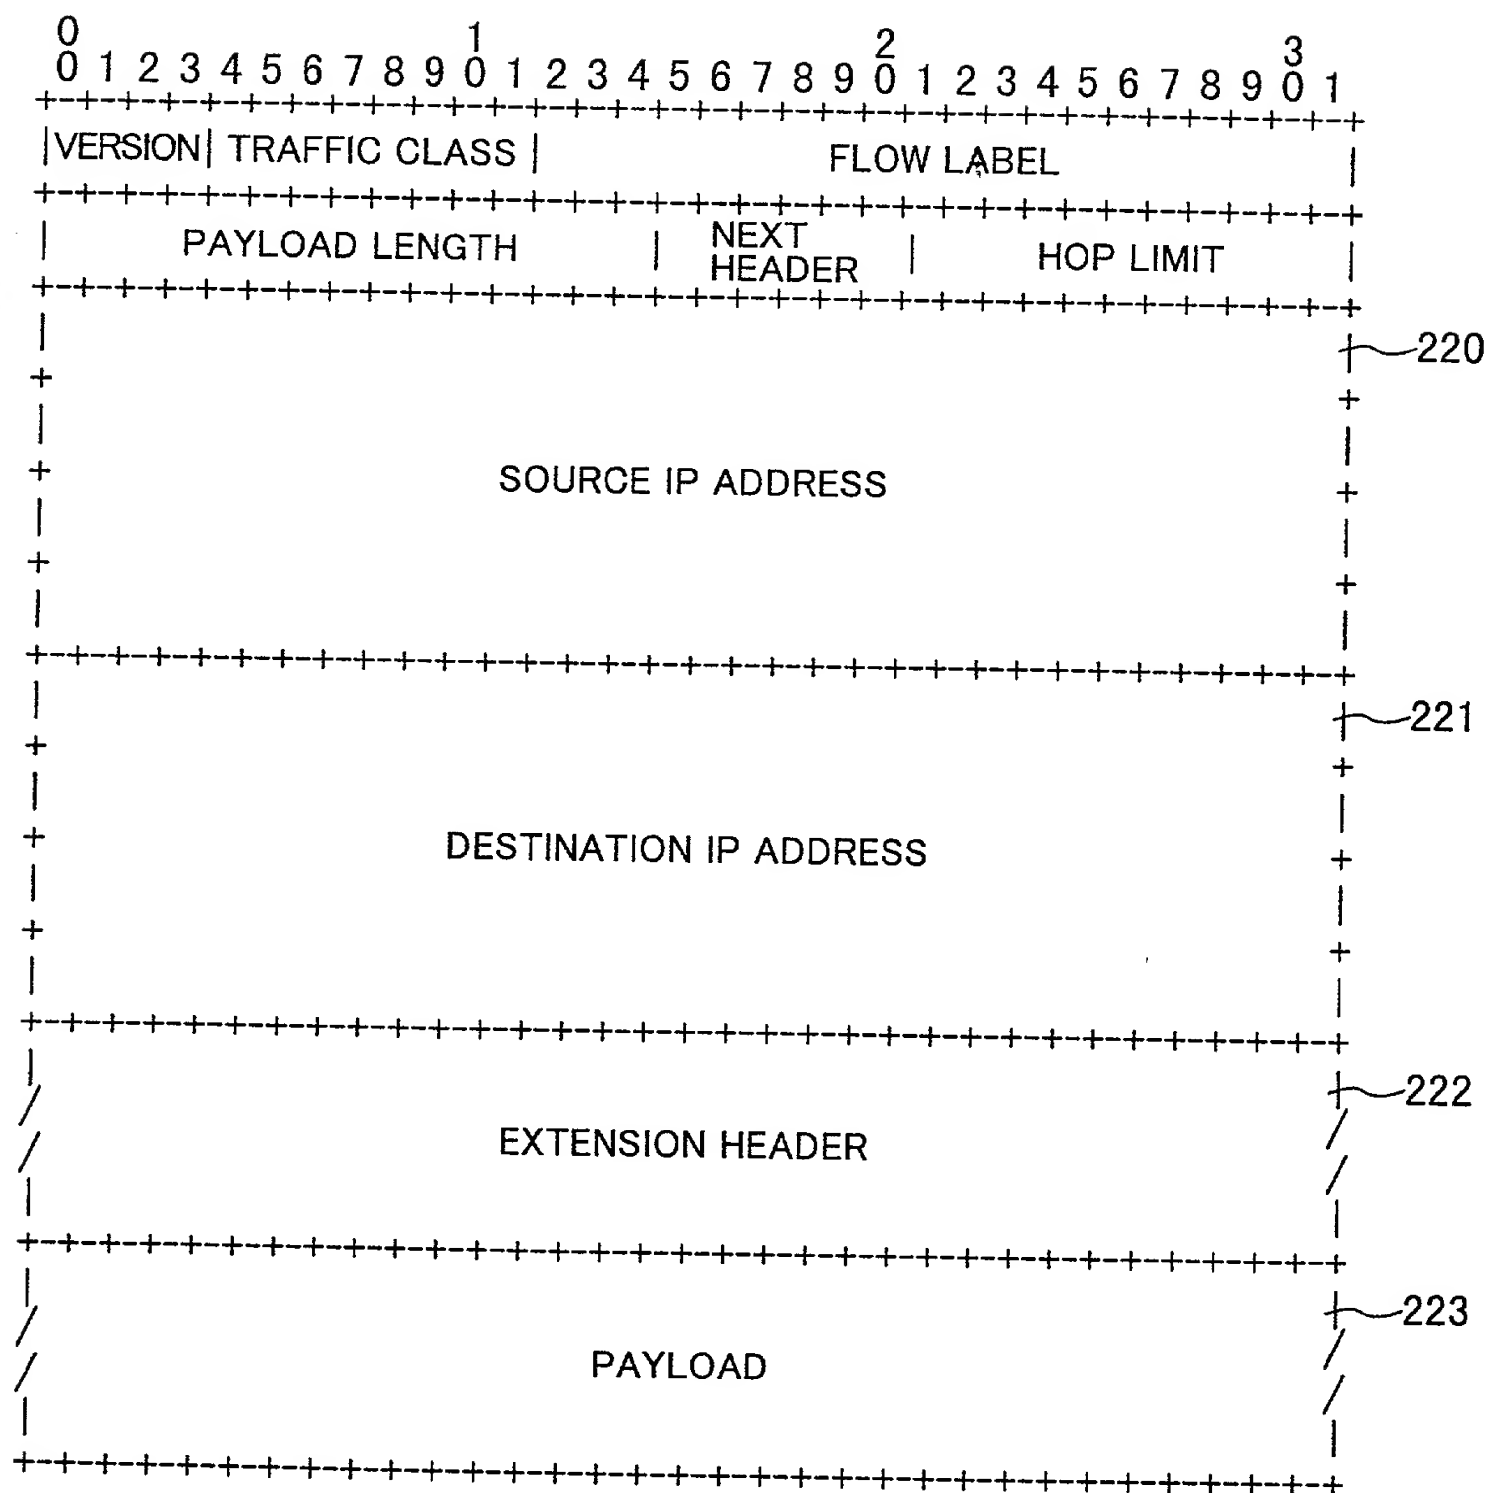 0 1 2 3
0 1 2 3 4 5 6 7 8 9 0 1 2 3 4 5 6 7 8 9 0 1 2 3 4 5 6 7 8 9 0 1
+-+-+-+-+-+-+-+-+-+-+-+-+-+-+-+-+-+-+-+-+-+-+-+-+-+-+-+-+-+-+-+-+
|VERSION| TRAFFIC CLASS | FLOW LABEL |
+-+-+-+-+-+-+-+-+-+-+-+-+-+-+-+-+-+-+-+-+-+-+-+-+-+-+-+-+-+-+-+-+
| PAYLOAD LENGTH | NEXT HEADER | HOP LIMIT |
+-+-+-+-+-+-+-+-+-+-+-+-+-+-+-+-+-+-+-+-+-+-+-+-+-+-+-+-+-+-+-+-+
220
SOURCE IP ADDRESS
+-+-+-+-+-+-+-+-+-+-+-+-+-+-+-+-+-+-+-+-+-+-+-+-+-+-+-+-+-+-+-+-+
221
DESTINATION IP ADDRESS
+-+-+-+-+-+-+-+-+-+-+-+-+-+-+-+-+-+-+-+-+-+-+-+-+-+-+-+-+-+-+-+-+
222
EXTENSION HEADER
+-+-+-+-+-+-+-+-+-+-+-+-+-+-+-+-+-+-+-+-+-+-+-+-+-+-+-+-+-+-+-+-+
223
PAYLOAD
+-+-+-+-+-+-+-+-+-+-+-+-+-+-+-+-+-+-+-+-+-+-+-+-+-+-+-+-+-+-+-+-+